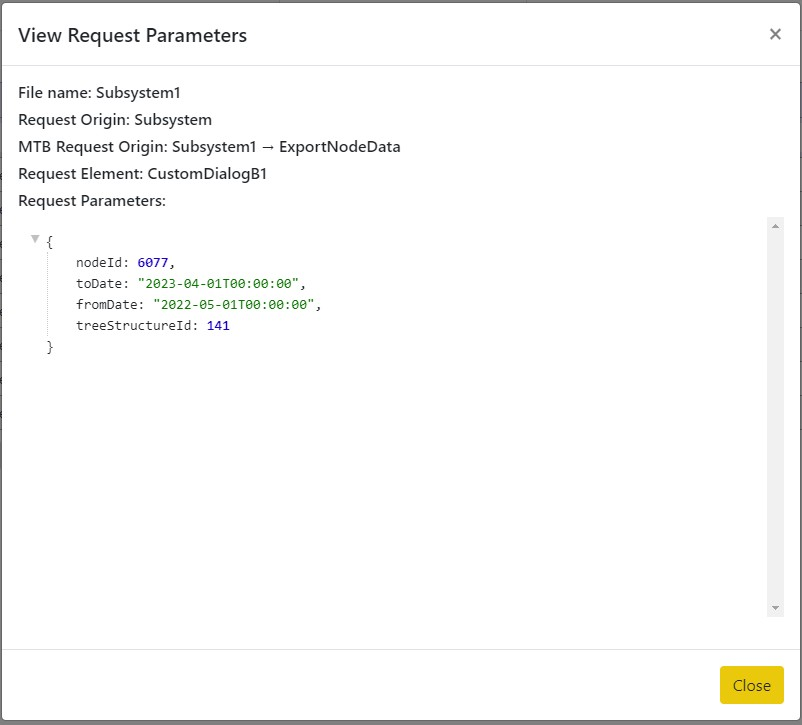 View Request Parameters ×
File name: Subsystem1
Request Origin: Subsystem
MTB Request Origin: Subsystem1 → ExportNodeData
Request Element: CustomDialogB1
Request Parameters:
{
nodeId: 6077,
toDate: "2023-04-01T00:00:00",
fromDate: "2022-05-01T00:00:00",
treeStructureId: 141
}
Close